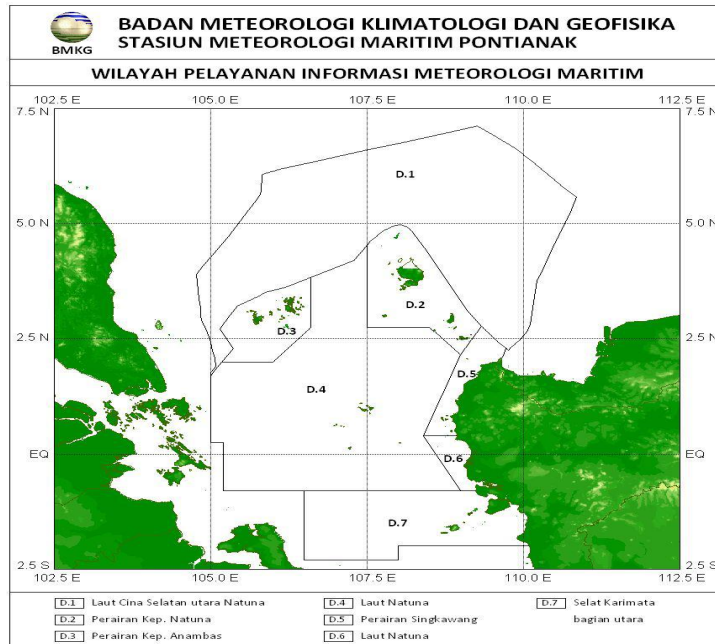 BADAN METEOROLOGI KLIMATOLOGI DAN GEOFISIKA
STASIUN METEOROLOGI MARITIM PONTIANAK
BMKG
WILAYAH PELAYANAN INFORMASI METEOROLOGI MARITIM
102.5 E 105.0 E 107.5 E 110.0 E 112.5 E
7.5 N 7.5 N
D.1
5.0 N 5.0 N
D.2
D.3
2.5 N 2.5 N
D.5
D.4
EQ EQ
D.6
D.7
2.5 S 2.5 S
102.5 E 105.0 E 107.5 E 110.0 E 112.5 E
D.1 Laut Cina Selatan utara Natuna D.4 Laut Natuna D.7 Selat Karimata
D.2 Perairan Kep. Natuna D.5 Perairan Singkawang bagian utara
D.3 Perairan Kep. Anambas D.6 Laut Natuna